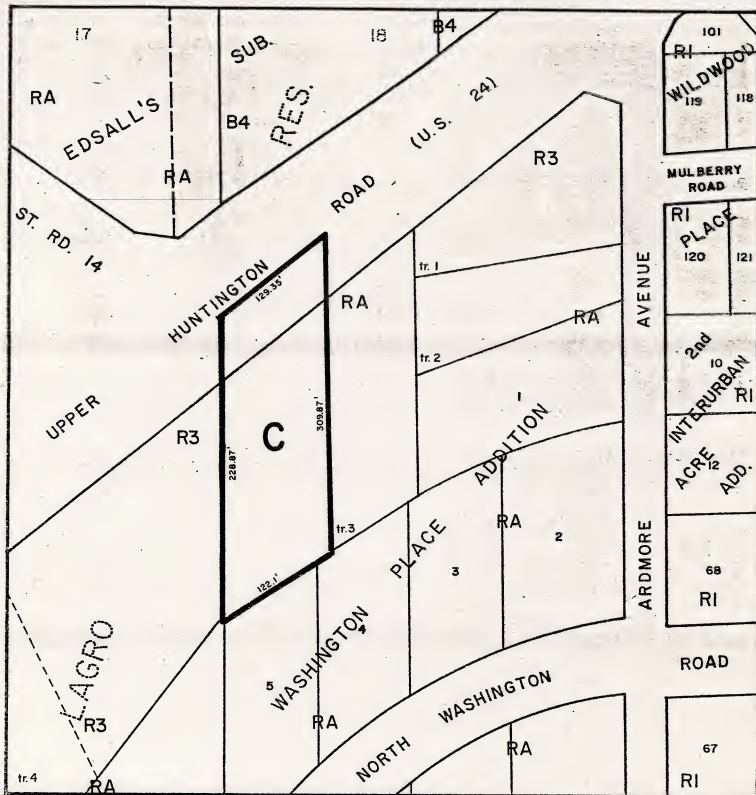 17
18
B4
SUB.
RES.
RA
B4
EDSALL'S
RA
101
RI
WILDWOOD
119
118
(U.S. 24)
ROAD
R3
MULBERRY
ROAD
RI
PLACE
120
121
ST. RD. 14
HUNTINGTON
129.35'
tr. 1
RA
AVENUE
RA
tr. 2
2nd
10
INTERURBAN
RI
UPPER
R3
C
309.87'
228.87'
1
ADDITION
ACRE
12
ADD.
tr.3
RA
2
PLACE
3
122.1'
ARDMORE
68
RI
LAGRO
WASHINGTON
4
5
RA
R3
NORTH WASHINGTON
ROAD
RA
67
RI
tr.4
RA